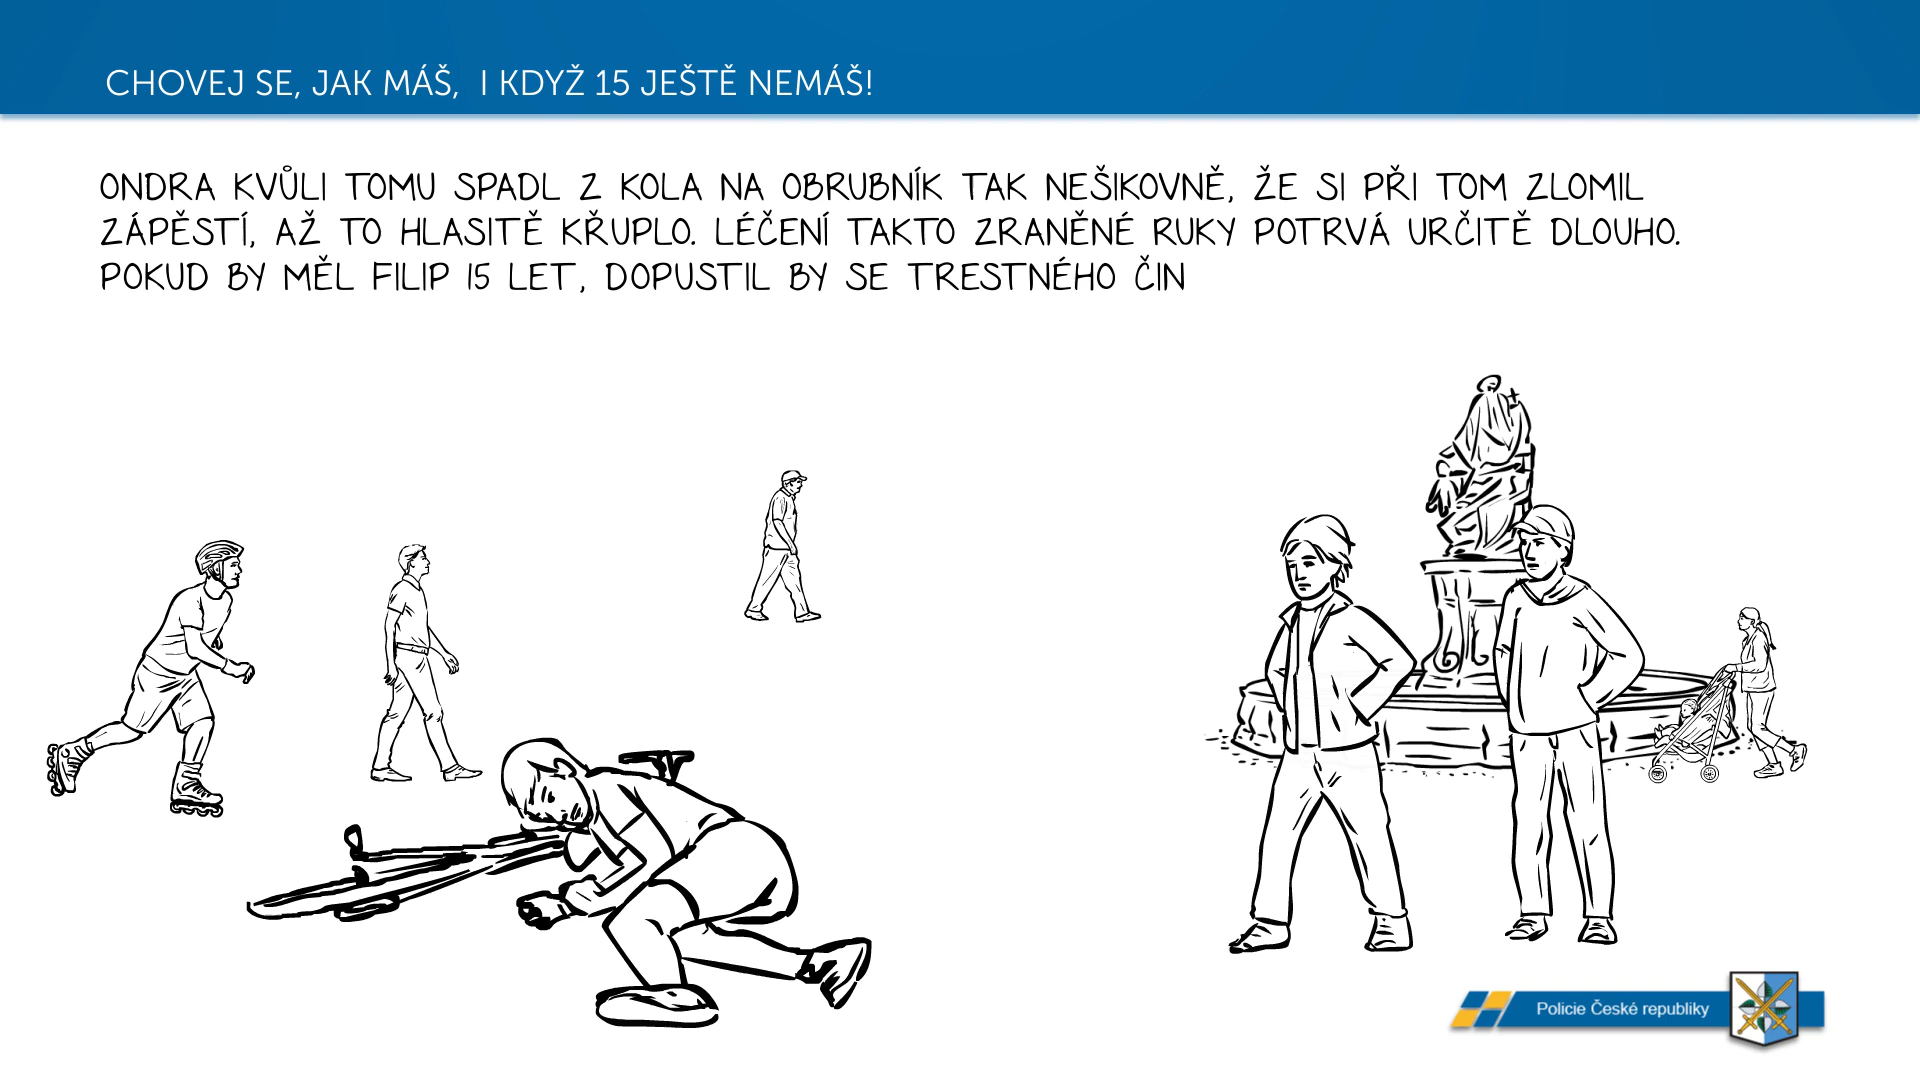 CHOVEJ SE, JAK MÁŠ,  I KDYŽ 15 JEŠTĚ NEMÁŠ!
ONDRA KVŮLI TOMU SPADL Z KOLA NA OBRUBNÍK TAK NEŠIKOVNĚ, ŽE SI PŘI TOM ZLOMIL
ZÁPĚSTÍ, AŽ TO HLASITĚ KŘUPLO. LÉČENÍ TAKTO ZRANĚNÉ RUKY POTRVÁ URČITĚ DLOUHO.
POKUD BY MĚL FILIP 15 LET, DOPUSTIL BY SE TRESTNÉHO ČIN
Policie České republiky